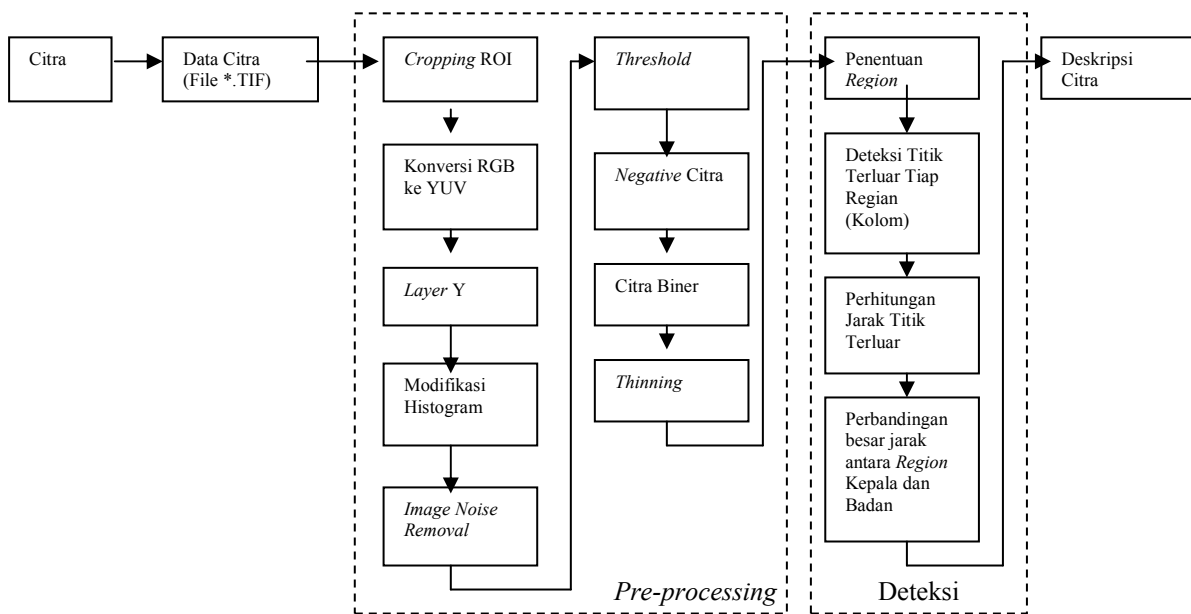 Citra
Data Citra
(File *.TIF)
Cropping ROI
Konversi RGB
ke YUV
Layer Y
Modifikasi
Histogram
Image Noise
Removal
Threshold
Negative Citra
Citra Biner
Thinning
Pre-processing
Penentuan
Region
Deteksi Titik
Terluar Tiap
Regian
(Kolom)
Perhitungan
Jarak Titik
Terluar
Perbandingan
besar jarak
antara Region
Kepala dan
Badan
Deteksi
Deskripsi
Citra